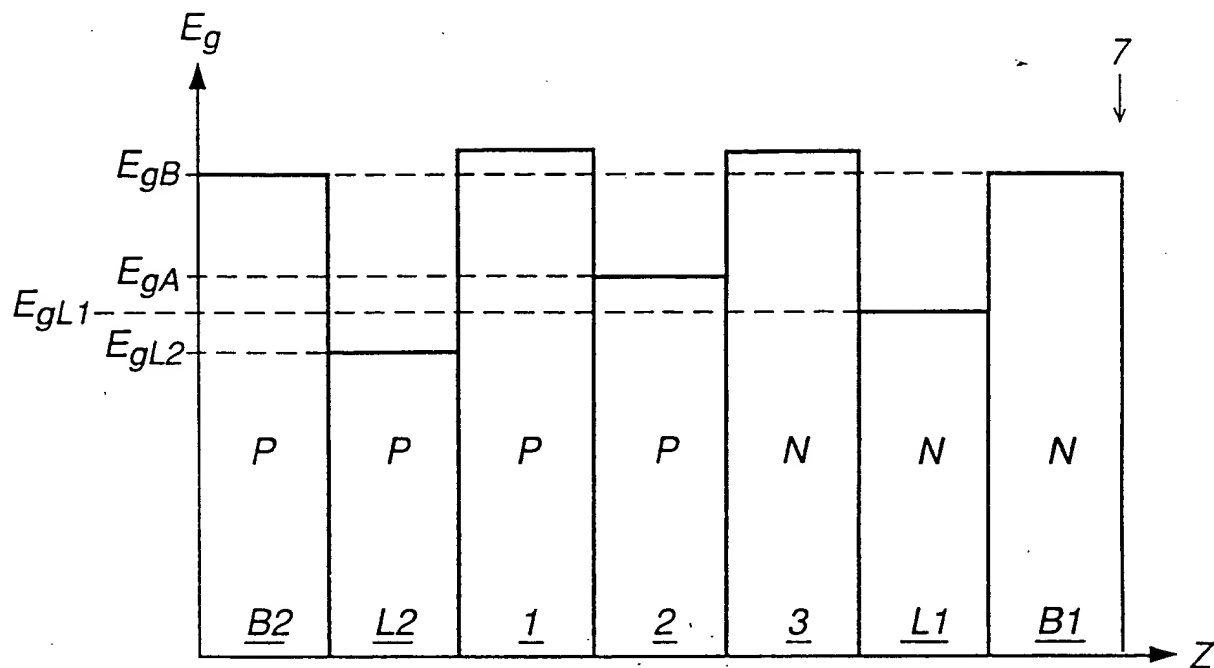 E_g
7
E_gB
E_gA
E_gL1
E_gL2
P P P P N N N
B2 L2 1 2 3 L1 B1
Z